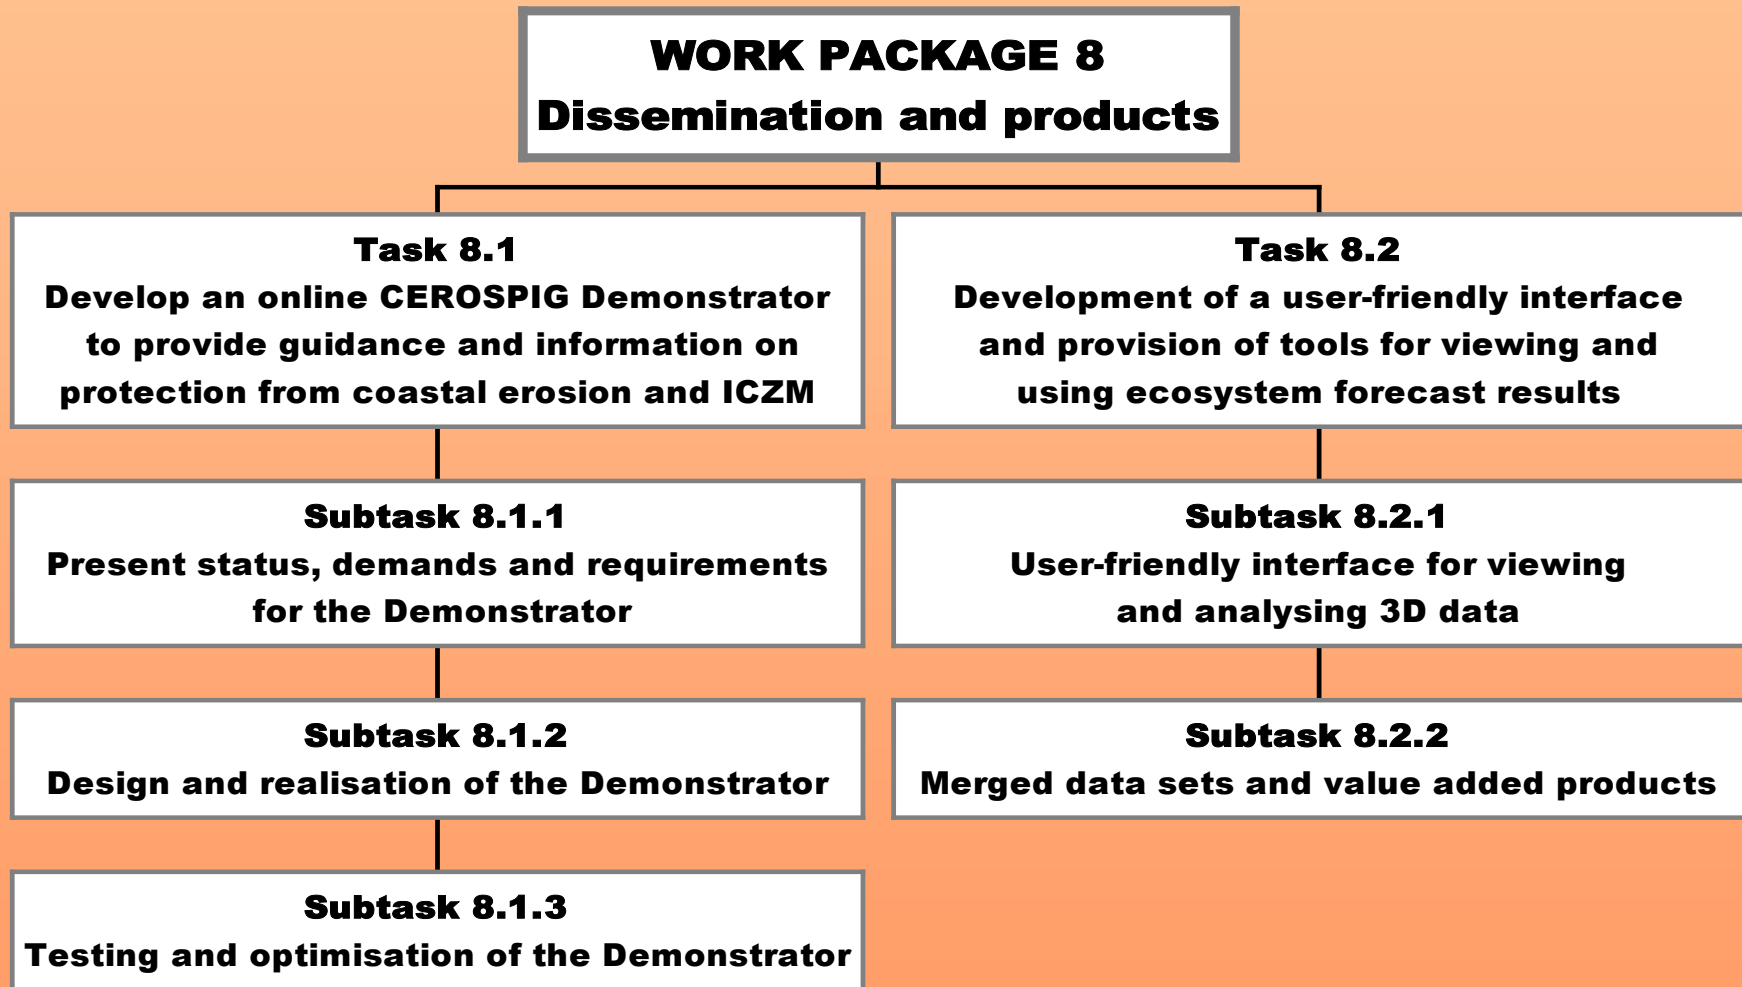 WORK PACKAGE 8
Dissemination and products
Task 8.1
Develop an online CEROSPIG Demonstrator
to provide guidance and information on
protection from coastal erosion and ICZM
Task 8.2
Development of a user-friendly interface
and provision of tools for viewing and
using ecosystem forecast results
Subtask 8.1.1
Present status, demands and requirements
for the Demonstrator
Subtask 8.2.1
User-friendly interface for viewing
and analysing 3D data
Subtask 8.1.2
Design and realisation of the Demonstrator
Subtask 8.2.2
Merged data sets and value added products
Subtask 8.1.3
Testing and optimisation of the Demonstrator